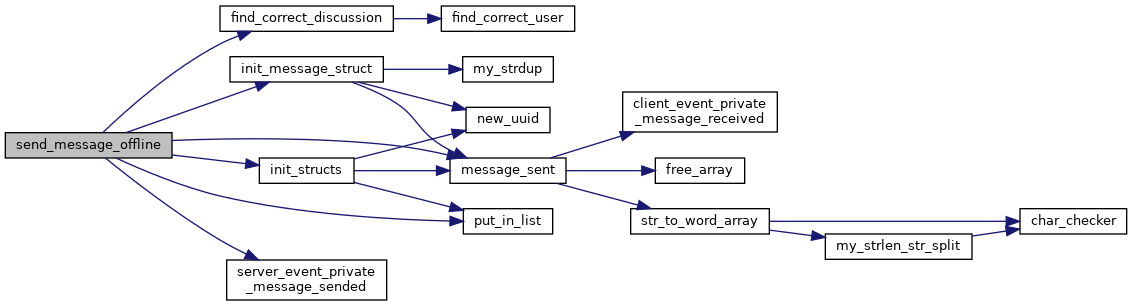 find_correct_discussion
find_correct_user
init_message_struct
my_strdup
client_event_private
_message_received
new_uuid
send_message_offline
init_structs
message_sent
free_array
put_in_list
str_to_word_array
char_checker
my_strlen_str_split
server_event_private
_message_sended